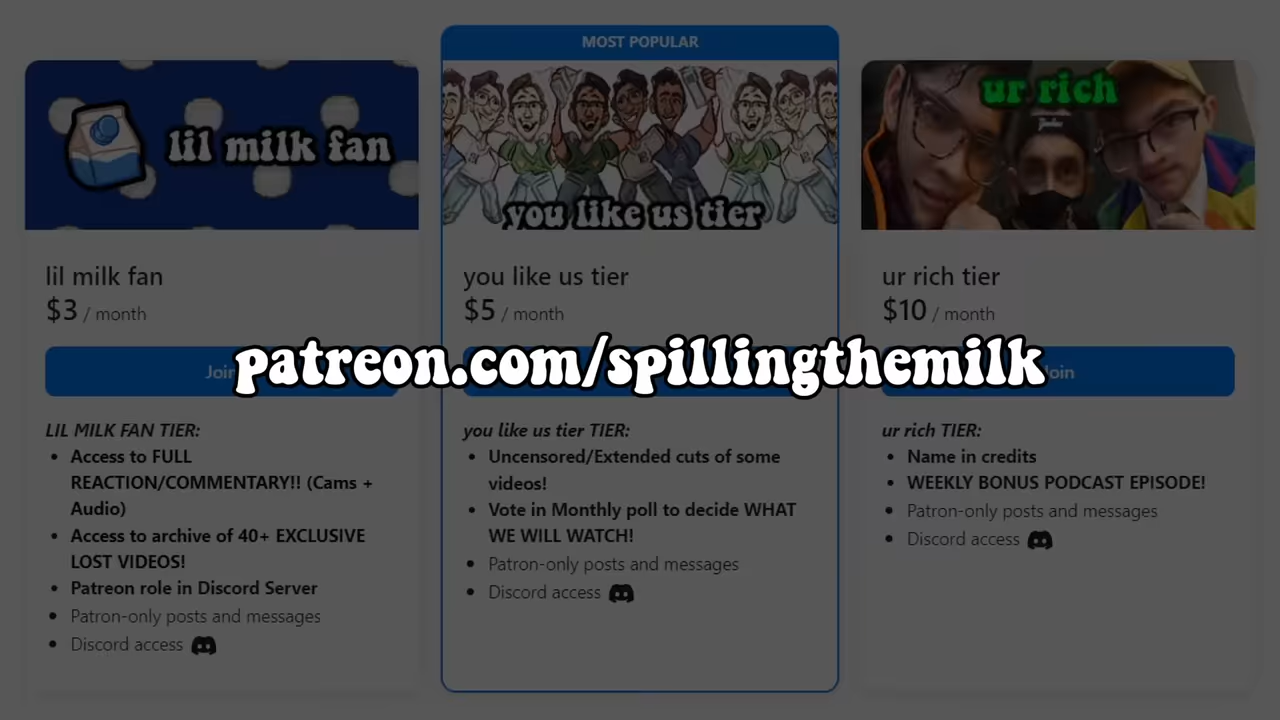 MOST POPULAR
lil milk fan
you like us tier
ur rich
lil milk fan
$3 / month
you like us tier
$5 / month
ur rich tier
$10 / month
patreon.com/spillingthemilk
Join
Join
LIL MILK FAN TIER:
• Access to FULL
REACTION/COMMENTARY!! (Cams +
Audio)
• Access to archive of 40+ EXCLUSIVE
LOST VIDEOS!
• Patreon role in Discord Server
• Patron-only posts and messages
• Discord access
you like us tier TIER:
• Uncensored/Extended cuts of some
videos!
• Vote in Monthly poll to decide WHAT
WE WILL WATCH!
• Patron-only posts and messages
• Discord access
ur rich TIER:
• Name in credits
• WEEKLY BONUS PODCAST EPISODE!
• Patron-only posts and messages
• Discord access